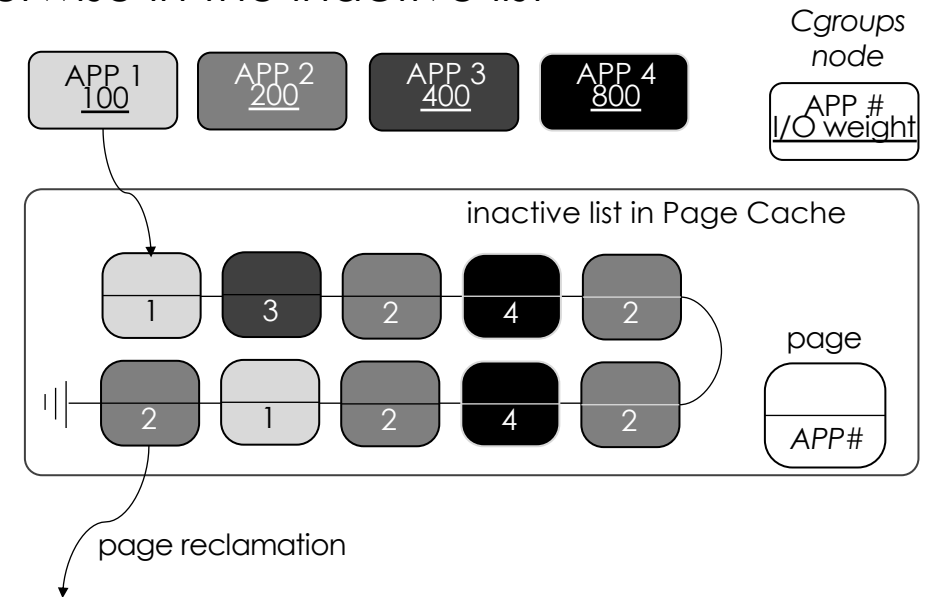 Cgroups
node
APP 1
100
APP 2
200
APP 3
400
APP 4
800
APP #
I/O weight
inactive list in Page Cache
1
3
2
4
2
page
2
1
2
4
2
APP#
page reclamation